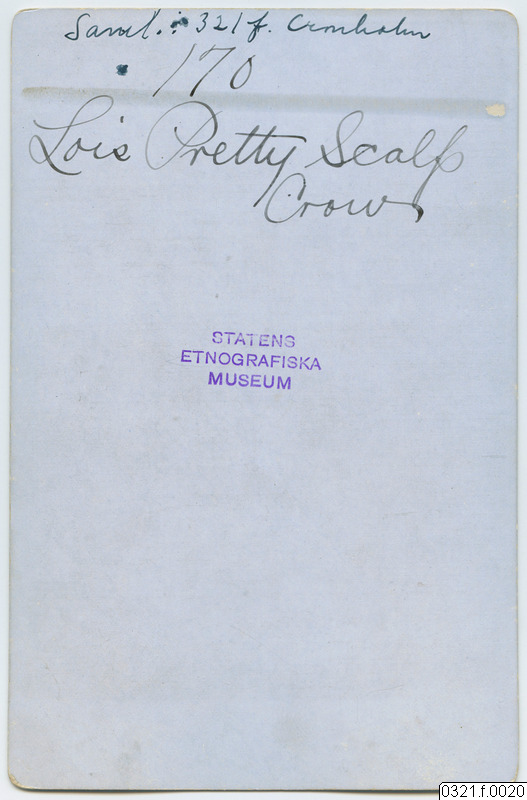 Saml.: 321 f. Cronholm
170
Lois Pretty Scalp
Crow
STATENS
ETNOGRAFISKA
MUSEUM
0321.f.0020